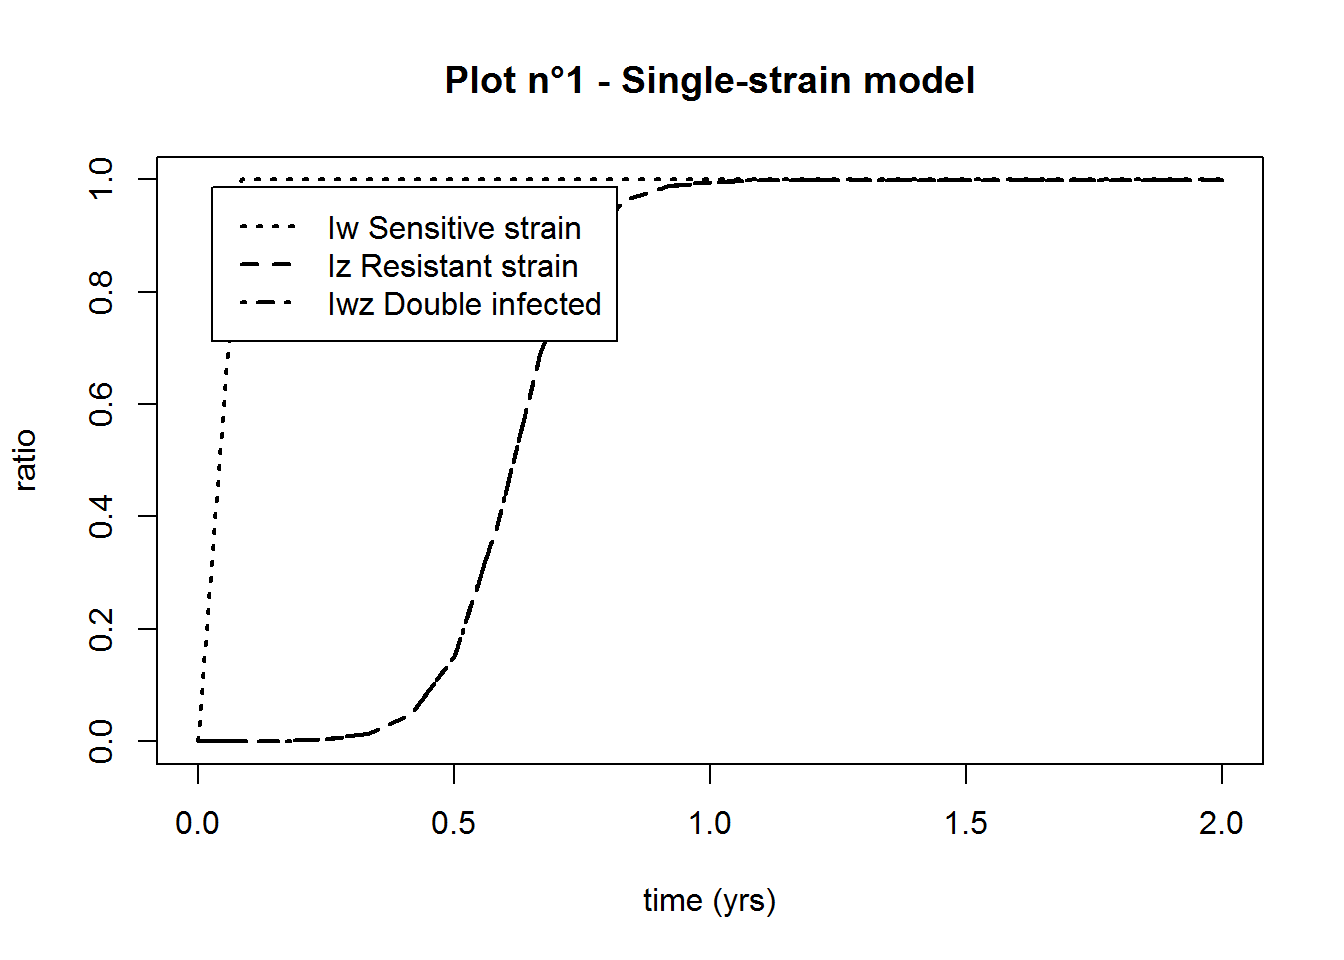 Plot n°1 - Single-strain model
ratio
1.0
0.8
0.6
0.4
0.2
0.0
Iw Sensitive strain
Iz Resistant strain
Iwz Double infected
0.0 0.5 1.0 1.5 2.0
time (yrs)